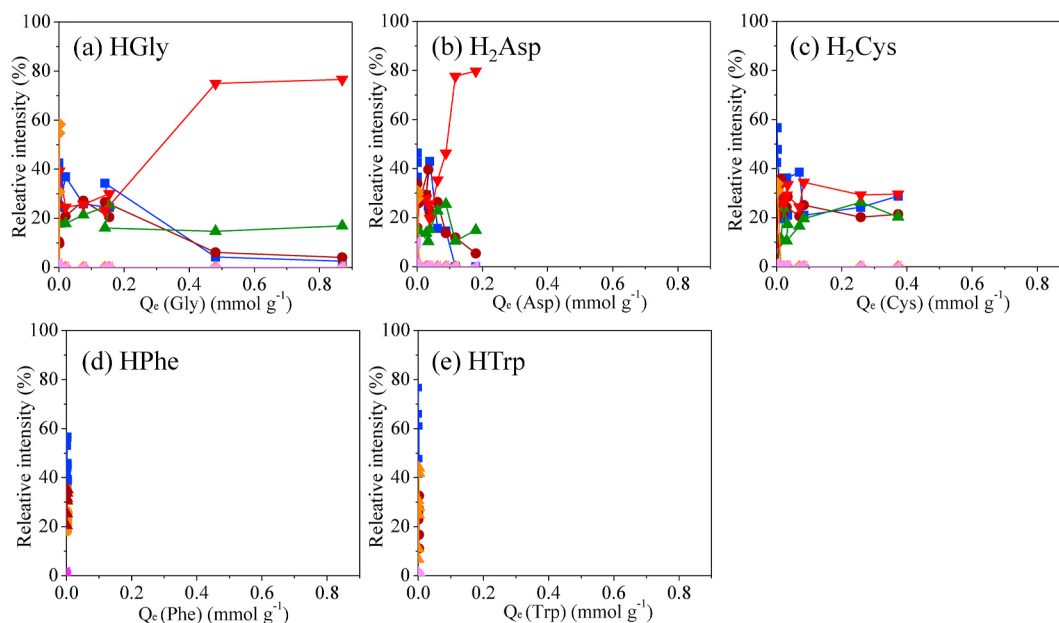 (a) HGly
Releative intensity (%)
100
80
60
40
20
0
0.0 0.2 0.4 0.6 0.8
Qe (Gly) (mmol g-1)
(b) H2Asp
Releative intensity (%)
100
80
60
40
20
0
0.0 0.2 0.4 0.6 0.8
Qe (Asp) (mmol g-1)
(c) H2Cys
Releative intensity (%)
100
80
60
40
20
0
0.0 0.2 0.4 0.6 0.8
Qe (Cys) (mmol g-1)
(d) HPhe
Releative intensity (%)
100
80
60
40
20
0
0.0 0.2 0.4 0.6 0.8
Qe (Phe) (mmol g-1)
(e) HTrp
Releative intensity (%)
100
80
60
40
20
0
0.0 0.2 0.4 0.6 0.8
Qe (Trp) (mmol g-1)